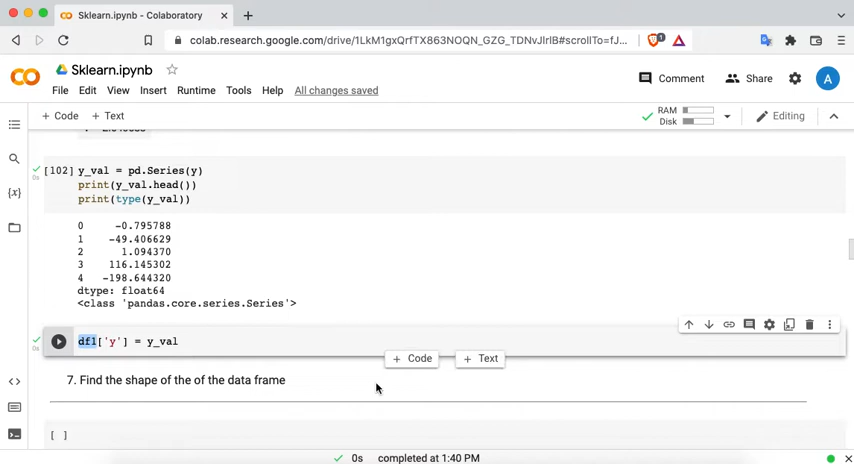 Sklearn.ipynb - Colaboratory
colab.research.google.com/drive/1LkM1gxQrfTX863NOQN_GZG_TDNvJlrIB#scrollTo=fJ...
1
Sklearn.ipynb
File Edit View Insert Runtime Tools Help All changes saved
Comment Share A
+ Code + Text
RAM
Disk
Editing
[102] y_val = pd.Series(y)
0s
print(y_val.head())
print(type(y_val))
0 -0.795788
1 -49.406629
2 1.094370
3 116.145302
4 -198.644320
dtype: float64
<class 'pandas.core.series.Series'>
df1['y'] = y_val
0s
+ Code + Text
7. Find the shape of the of the data frame
[ ]
0s completed at 1:40 PM